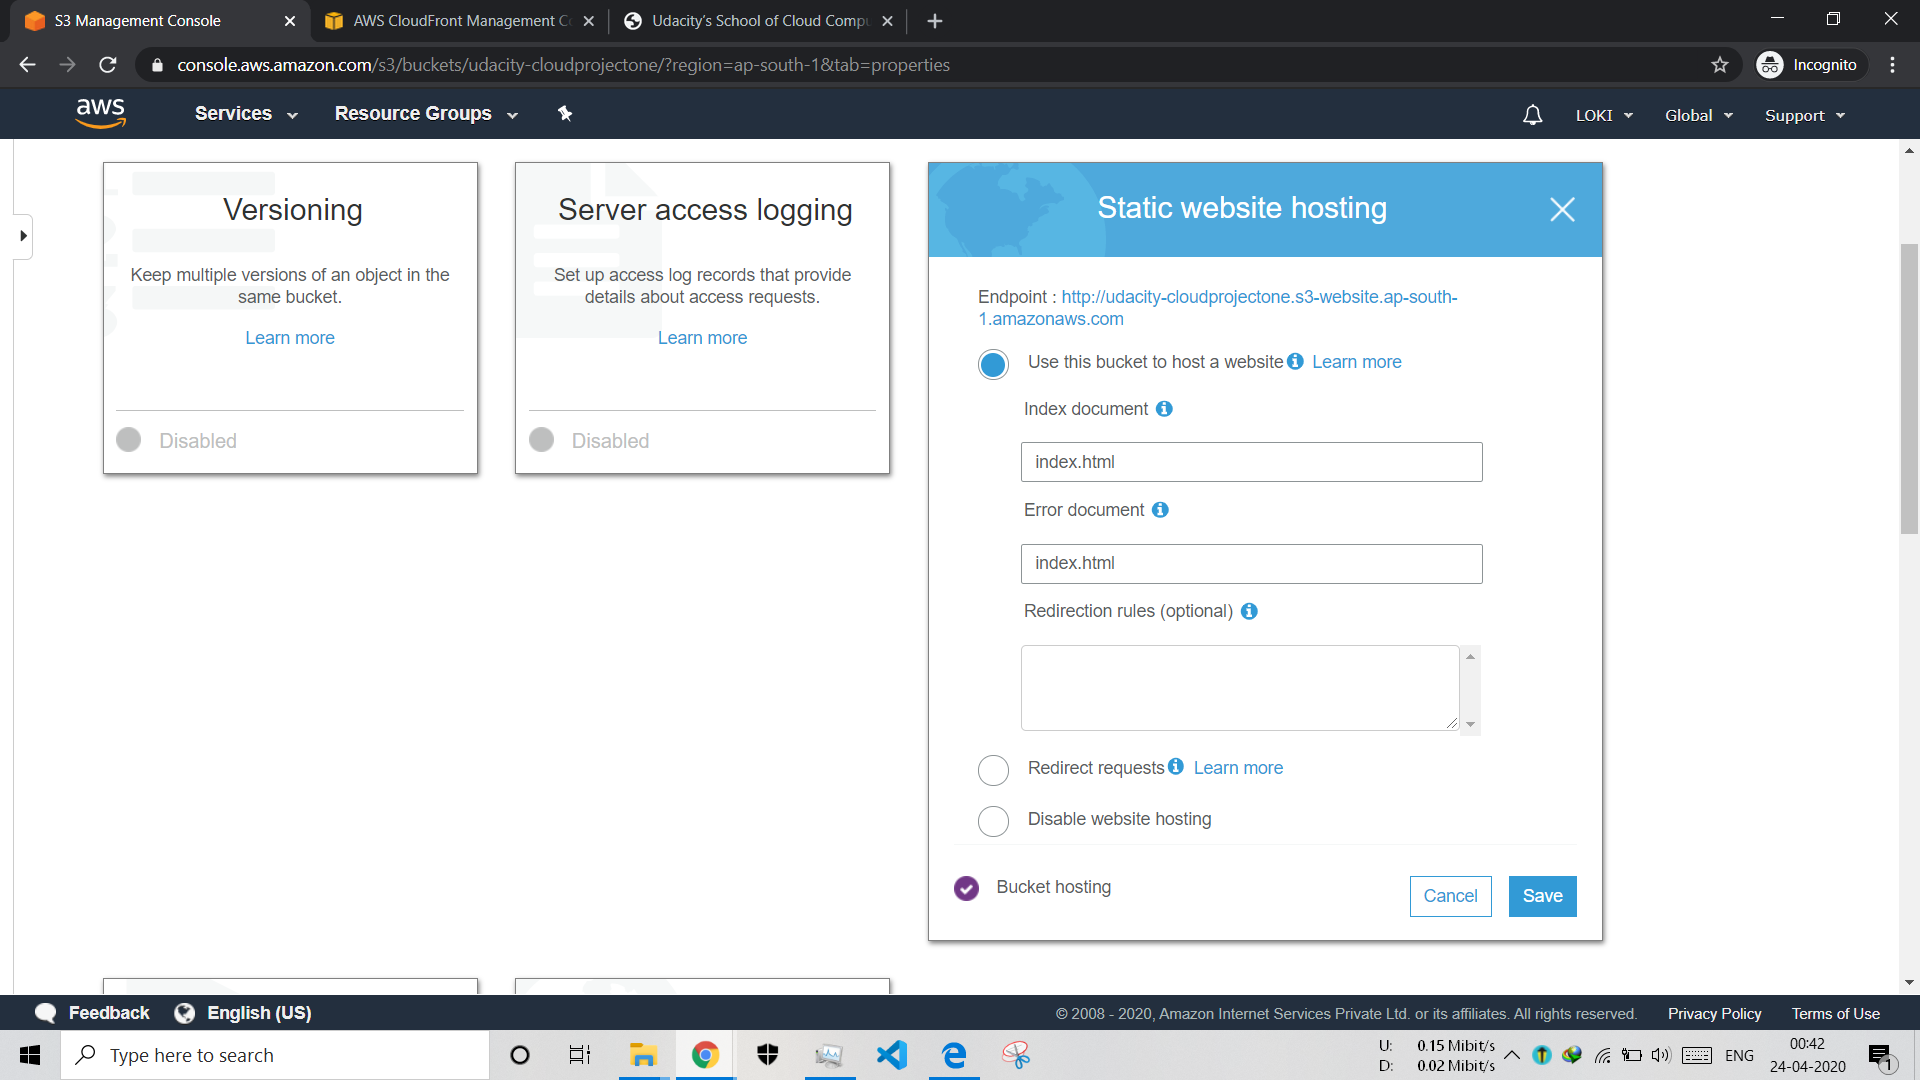 S3 Management Console
AWS CloudFront Management C
Udacity's School of Cloud Compu
console.aws.amazon.com/s3/buckets/udacity-cloudprojectone/?region=ap-south-1&tab=properties
Incognito
aws
Services
Resource Groups
LOKI
Global
Support
Versioning
Keep multiple versions of an object in the
same bucket.
Learn more
Disabled
Server access logging
Set up access log records that provide
details about access requests.
Learn more
Disabled
Static website hosting
Endpoint : http://udacity-cloudprojectone.s3-website.ap-south-
1.amazonaws.com
Use this bucket to host a website Learn more
Index document
index.html
Error document
index.html
Redirection rules (optional)
Redirect requests Learn more
Disable website hosting
Bucket hosting
Cancel
Save
Feedback
English (US)
© 2008 - 2020, Amazon Internet Services Private Ltd. or its affiliates. All rights reserved.
Privacy Policy
Terms of Use
Type here to search
U: 0.15 Mibit/s
D: 0.02 Mibit/s
ENG
00:42
24-04-2020
1